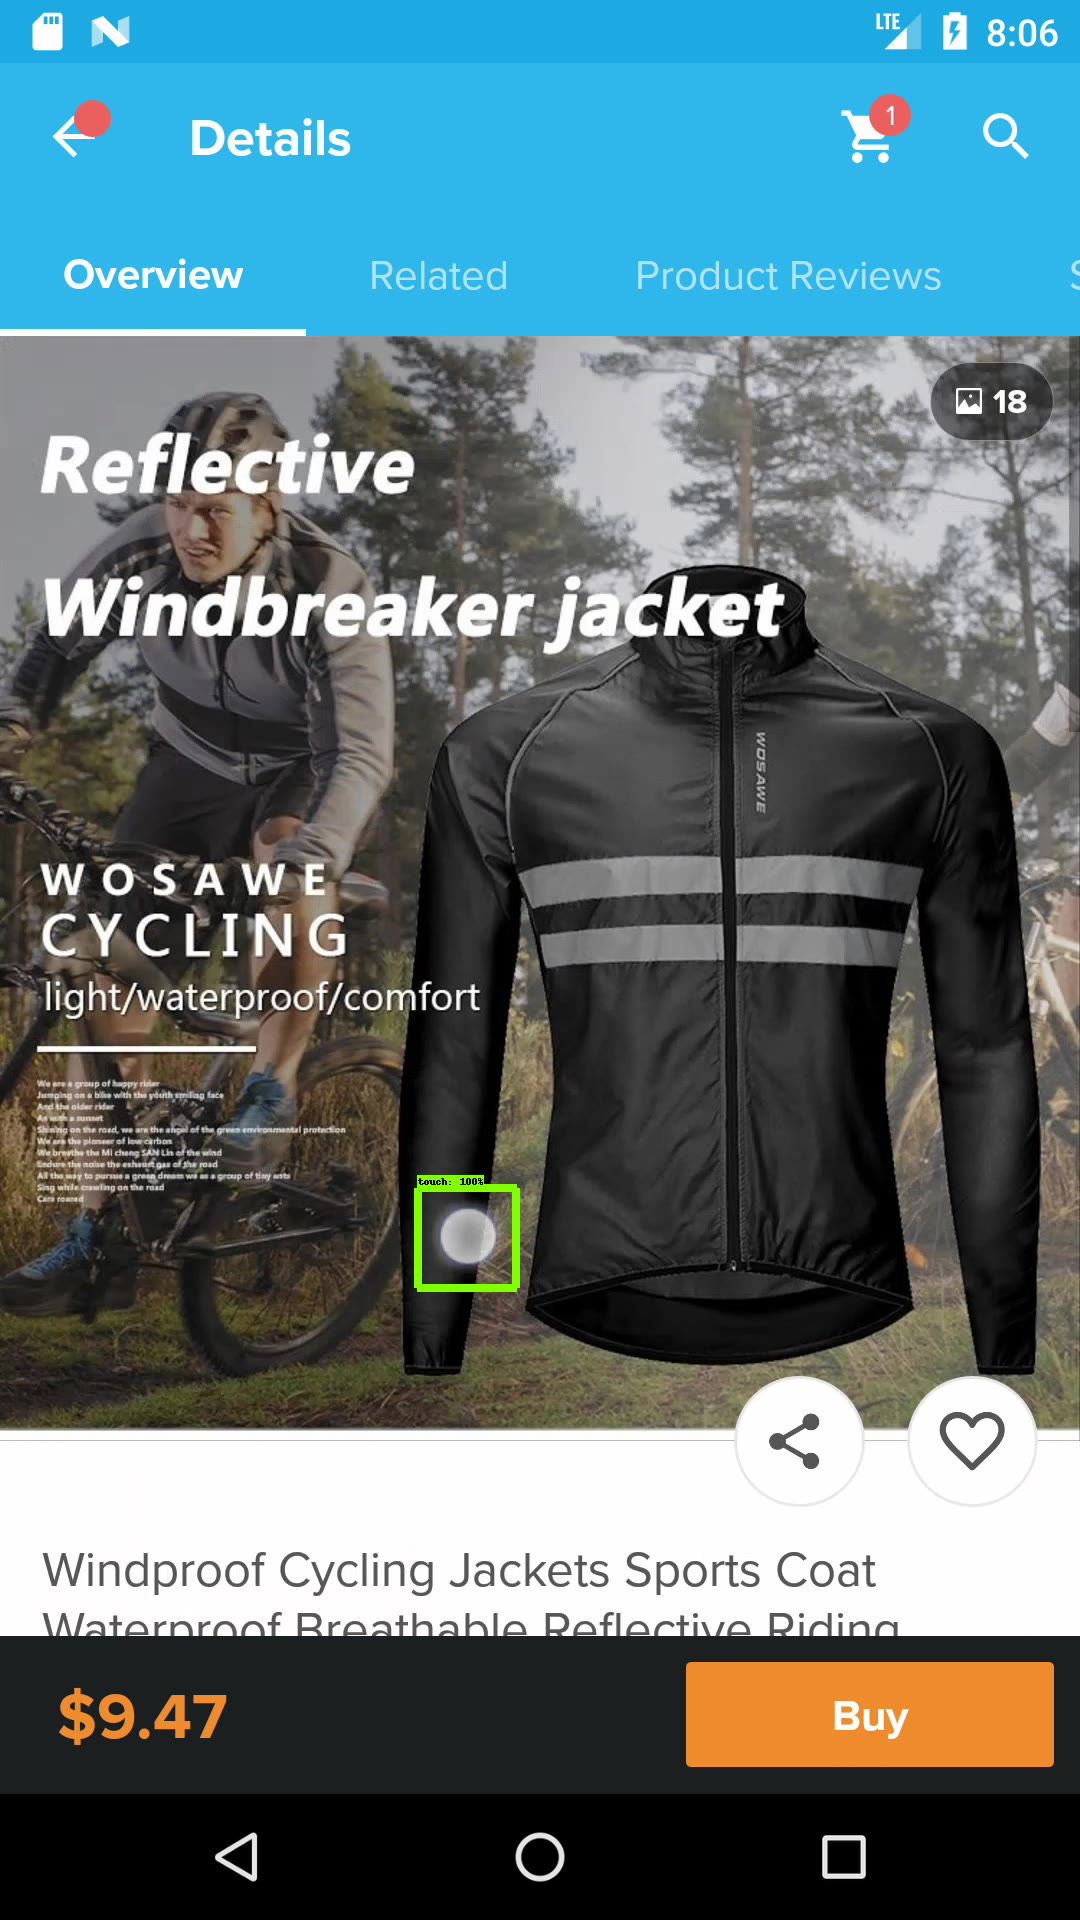 LTE 8:06
Details 1
Overview Related Product Reviews S
18
Reflective
Windbreaker jacket
WOSAWE
WOSAWE
CYCLING
light/waterproof/comfort
We are a group of happy rider
Jumping on a bike with the youth smiling face
And the older rider
As with a sunset
Shining on the road, we are the angel of the green environmental protection
We are the pioneer of low carbon
We breathe the Mi cheng SAN Lin of the wind
Endure the noise the exhaust gas of the road
All the way to pursue a green dream we as a group of tiny ants
Sing while crawling on the road
Cars roared
touch: 100%
Windproof Cycling Jackets Sports Coat
Waterproof Breathable Reflective Riding
$9.47 Buy